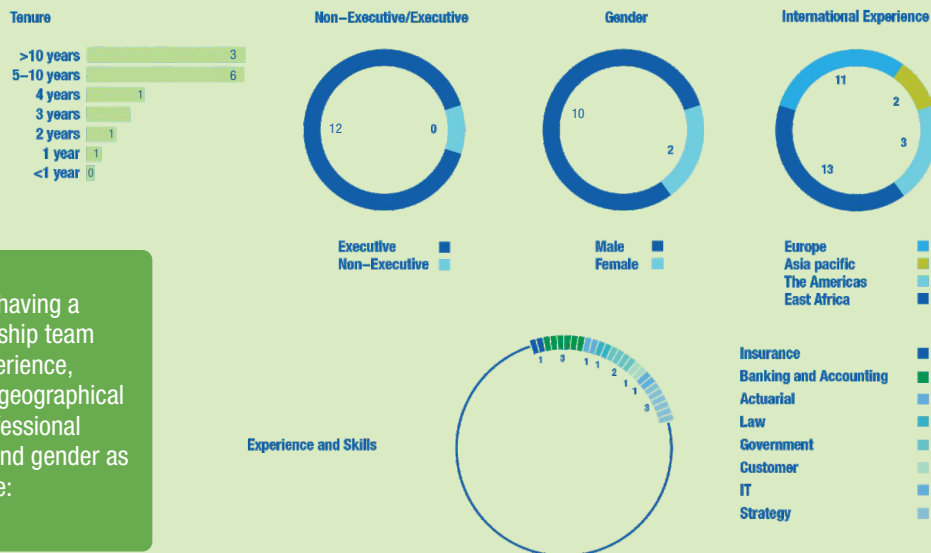 Tenure
>10 years 3
5–10 years 6
4 years 1
3 years
2 years 1
1 year 1
<1 year 0
Non–Executive/Executive
12 0
Executive
Non–Executive
Gender
10
2
Male
Female
International Experience
11
2
3
13
Europe
Asia pacific
The Americas
East Africa
having a
ship team
erience,
geographical
fessional
nd gender as
e:
Experience and Skills
1 3 1 1 2 1 1 3
Insurance
Banking and Accounting
Actuarial
Law
Government
Customer
IT
Strategy